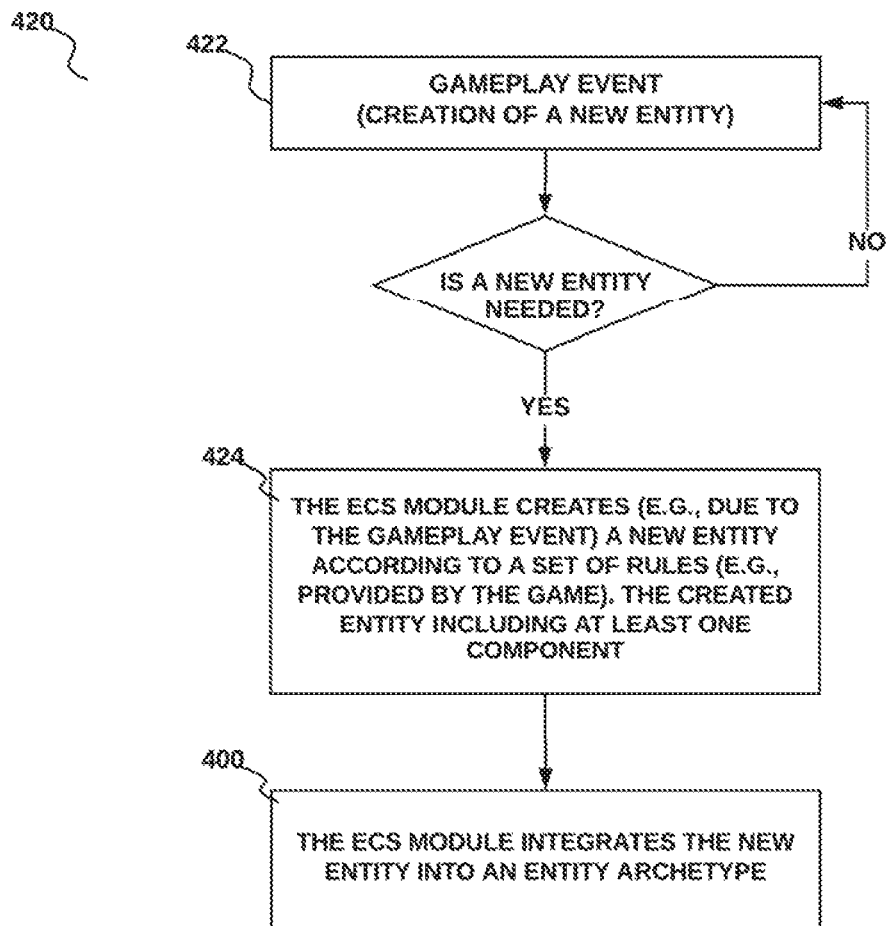 420
422
GAMEPLAY EVENT
(CREATION OF A NEW ENTITY)
NO
IS A NEW ENTITY
NEEDED?
YES
424
THE ECS MODULE CREATES (E.G., DUE TO
THE GAMEPLAY EVENT) A NEW ENTITY
ACCORDING TO A SET OF RULES (E.G.,
PROVIDED BY THE GAME). THE CREATED
ENTITY INCLUDING AT LEAST ONE
COMPONENT
400
THE ECS MODULE INTEGRATES THE NEW
ENTITY INTO AN ENTITY ARCHETYPE